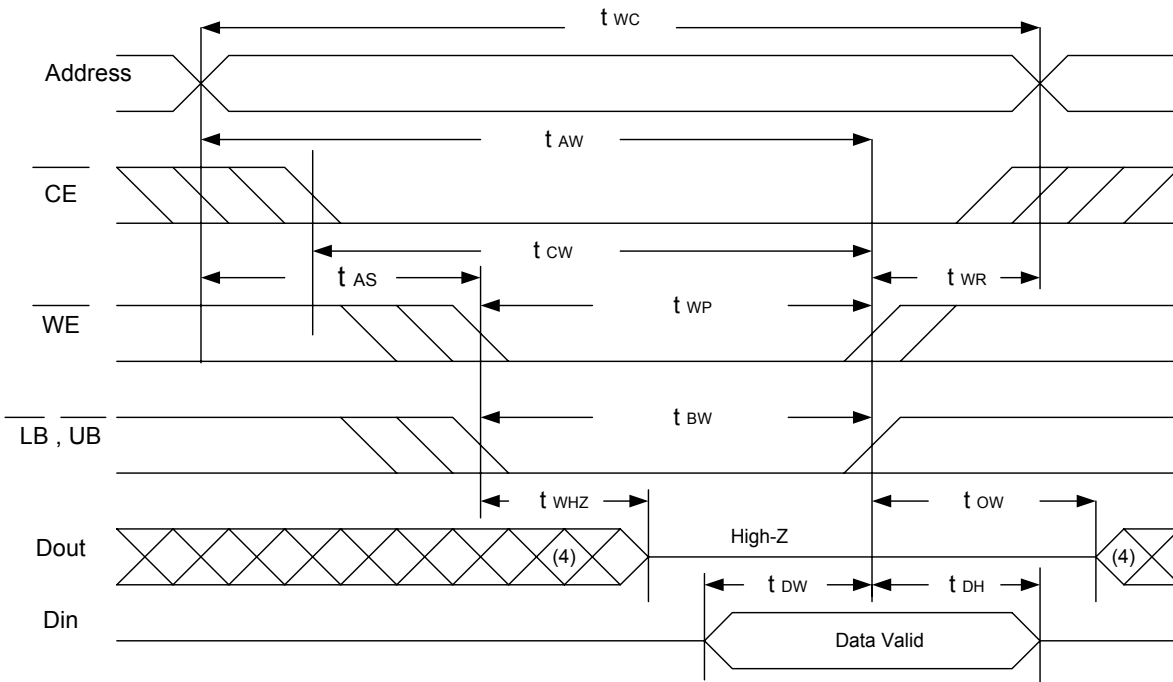 t WC
Address
t AW
CE
t CW
t AS
t WR
WE
t WP
LB , UB
t BW
t WHZ
t OW
Dout
(4)
High-Z
(4)
t DW
t DH
Din
Data Valid